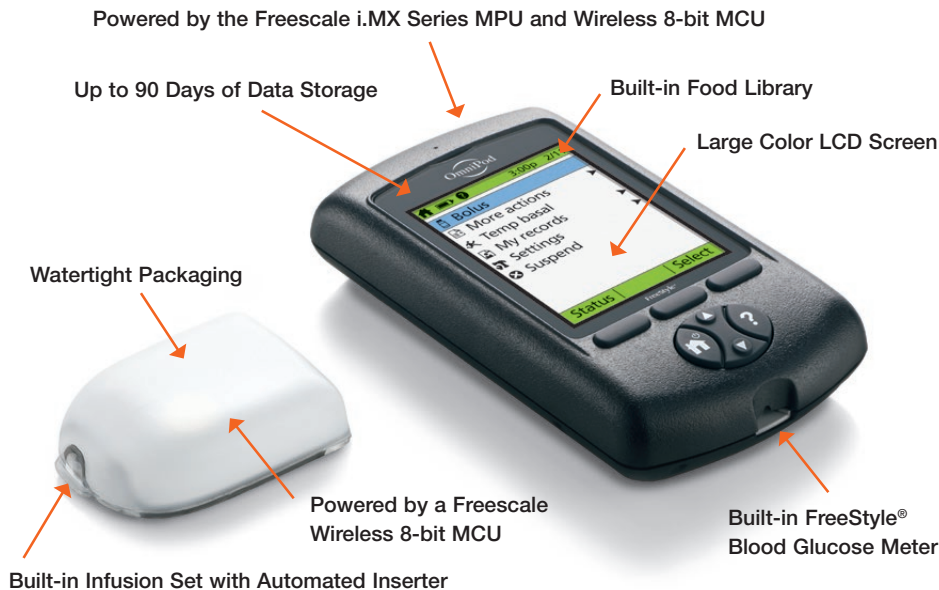 Powered by the Freescale i.MX Series MPU and Wireless 8-bit MCU
Up to 90 Days of Data Storage
Built-in Food Library
Large Color LCD Screen
OmniPod
3:00p
Bolus
More actions
Temp basal
My records
Settings
Suspend
Status
Select
FreeStyle
?
Watertight Packaging
Powered by a Freescale
Wireless 8-bit MCU
Built-in FreeStyle®
Blood Glucose Meter
Built-in Infusion Set with Automated Inserter